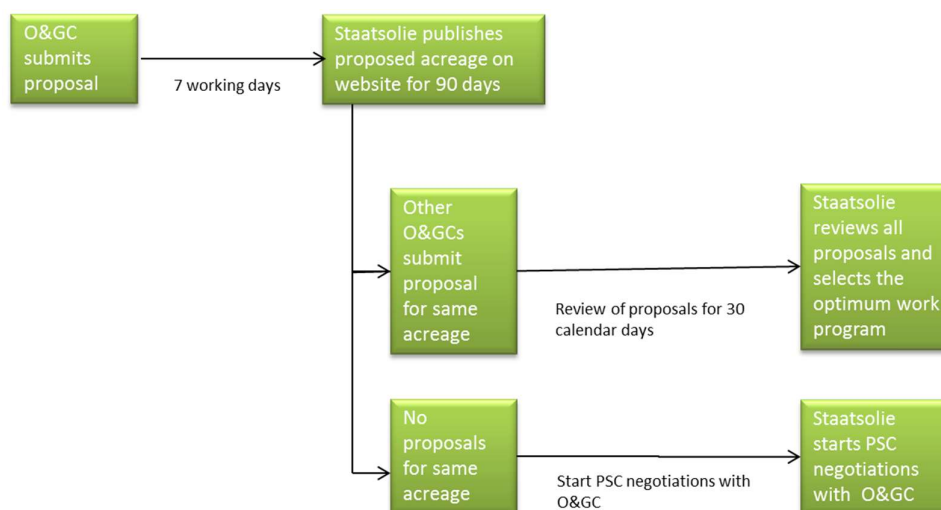 O&GC
submits
proposal
7 working days
Staatsolie publishes
proposed acreage on
website for 90 days
Other
O&GCs
submit
proposal
for same
acreage
Review of proposals for 30
calendar days
Staatsolie
reviews all
proposals and
selects the
optimum work
program
No
proposals
for same
acreage
Start PSC negotiations with
O&GC
Staatsolie
starts PSC
negotiations
with O&GC